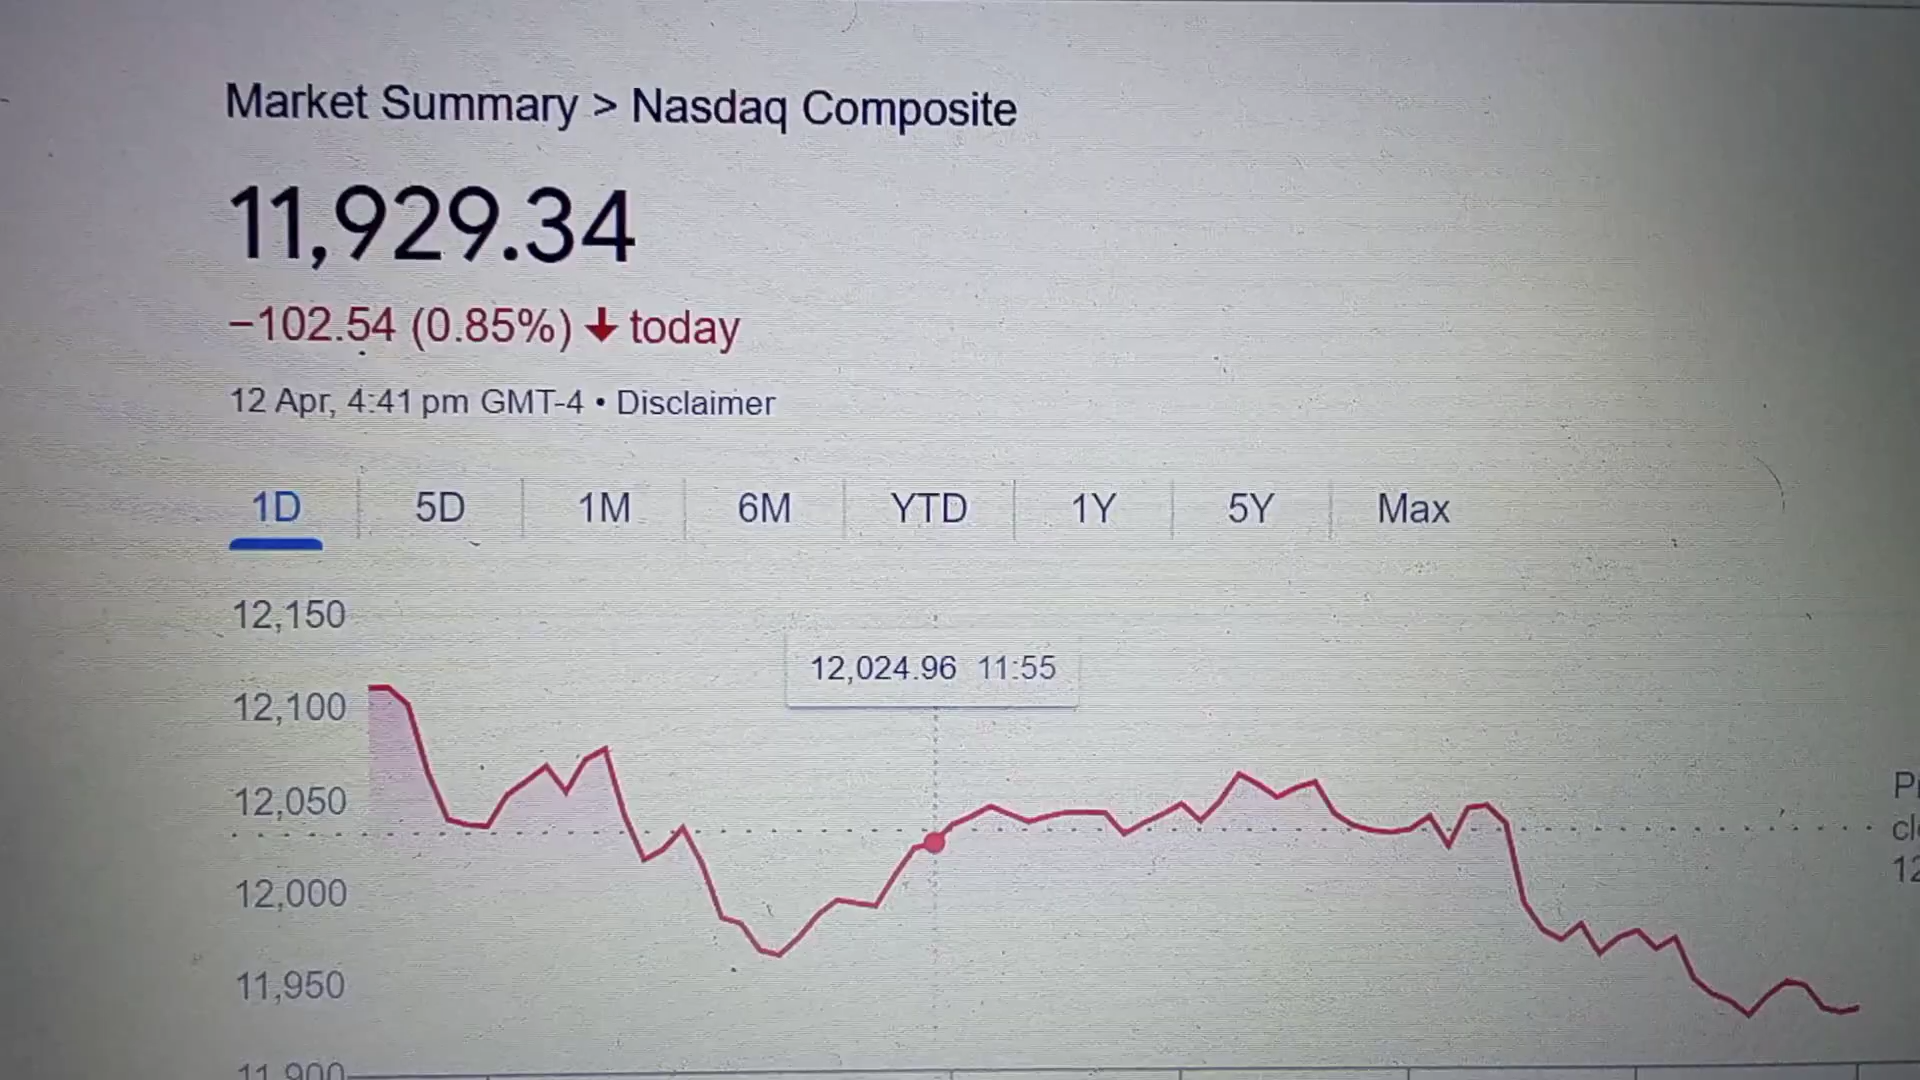 Market Summary > Nasdaq Composite
11,929.34
−102.54 (0.85%) ↓ today
12 Apr, 4:41 pm GMT-4 • Disclaimer
1D 5D 1M 6M YTD 1Y 5Y Max
12,150
12,024.96 11:55
12,100
12,050
12,000
11,950
11,900